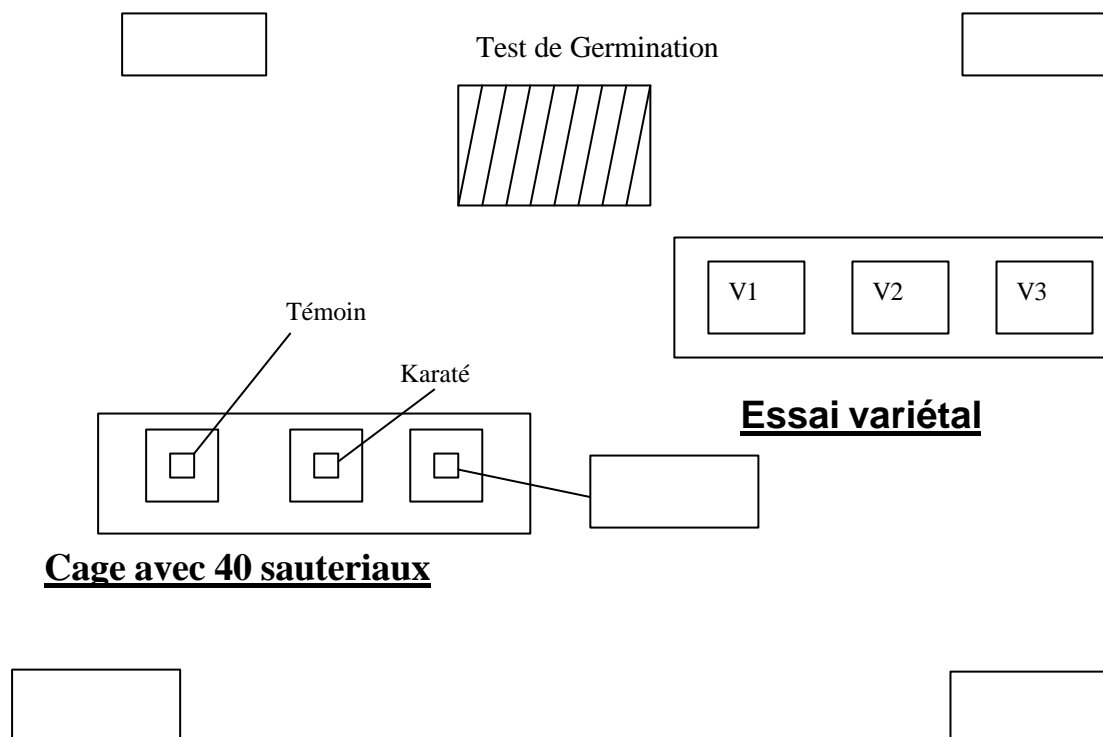 Test de Germination
V1 V2 V3
Témoin
Karaté
Essai variétal
Cage avec 40 sauteriaux